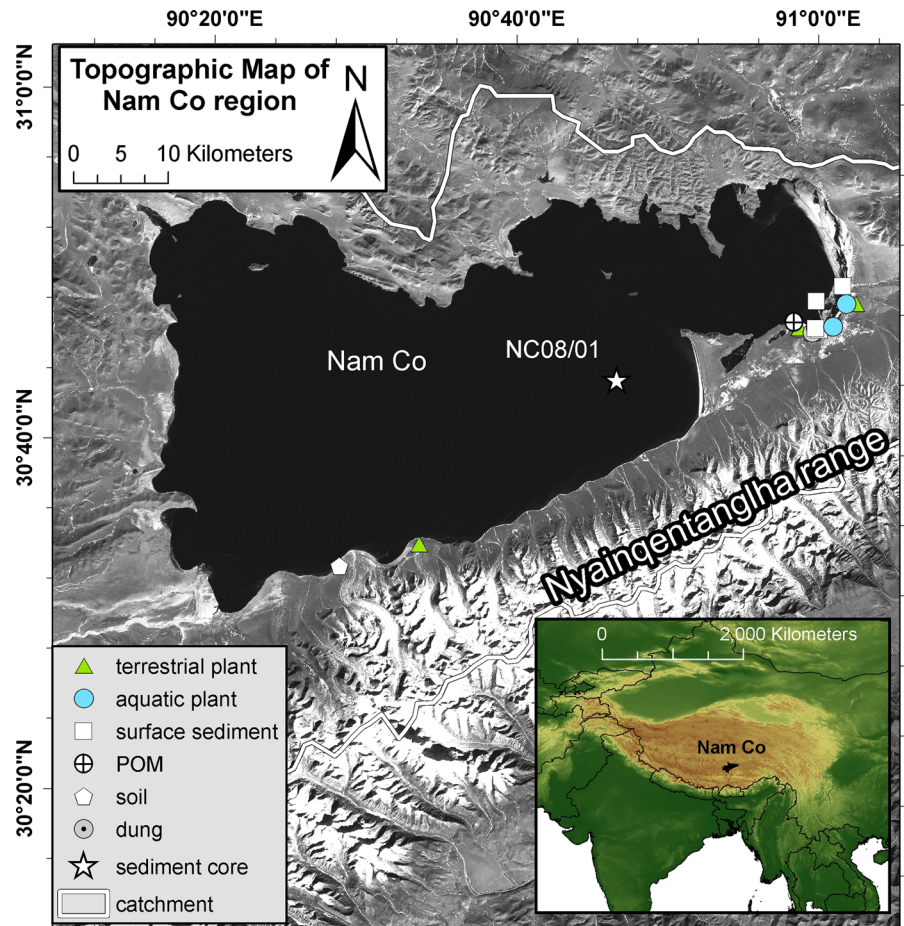 90°20'0"E
90°40'0"E
91°0'0"E
31°0'0"N
30°40'0"N
30°20'0"N
Topographic Map of
Nam Co region
N
0 5 10 Kilometers
Nam Co
NC08/01
Nyainqentanglha range
terrestrial plant
aquatic plant
surface sediment
POM
soil
dung
sediment core
catchment
0 2,000 Kilometers
Nam Co